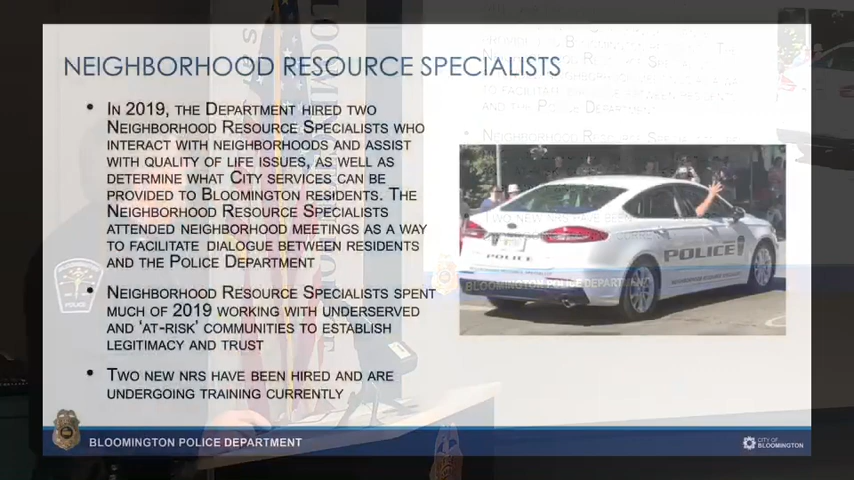 NEIGHBORHOOD RESOURCE SPECIALISTS
• IN 2019, THE DEPARTMENT HIRED TWO
NEIGHBORHOOD RESOURCE SPECIALISTS WHO
INTERACT WITH NEIGHBORHOODS AND ASSIST
WITH QUALITY OF LIFE ISSUES, AS WELL AS
DETERMINE WHAT CITY SERVICES CAN BE
PROVIDED TO BLOOMINGTON RESIDENTS. THE
NEIGHBORHOOD RESOURCE SPECIALISTS
ATTENDED NEIGHBORHOOD MEETINGS AS A WAY
TO FACILITATE DIALOGUE BETWEEN RESIDENTS
AND THE POLICE DEPARTMENT
• NEIGHBORHOOD RESOURCE SPECIALISTS SPENT
MUCH OF 2019 WORKING WITH UNDERSERVED
AND 'AT-RISK' COMMUNITIES TO ESTABLISH
LEGITIMACY AND TRUST
• TWO NEW NRS HAVE BEEN HIRED AND ARE
UNDERGOING TRAINING CURRENTLY
POLICE
POLICE
BLOOMINGTON
BLOOMINGTON POLICE DEPARTMENT
CITY OF
BLOOMINGTON